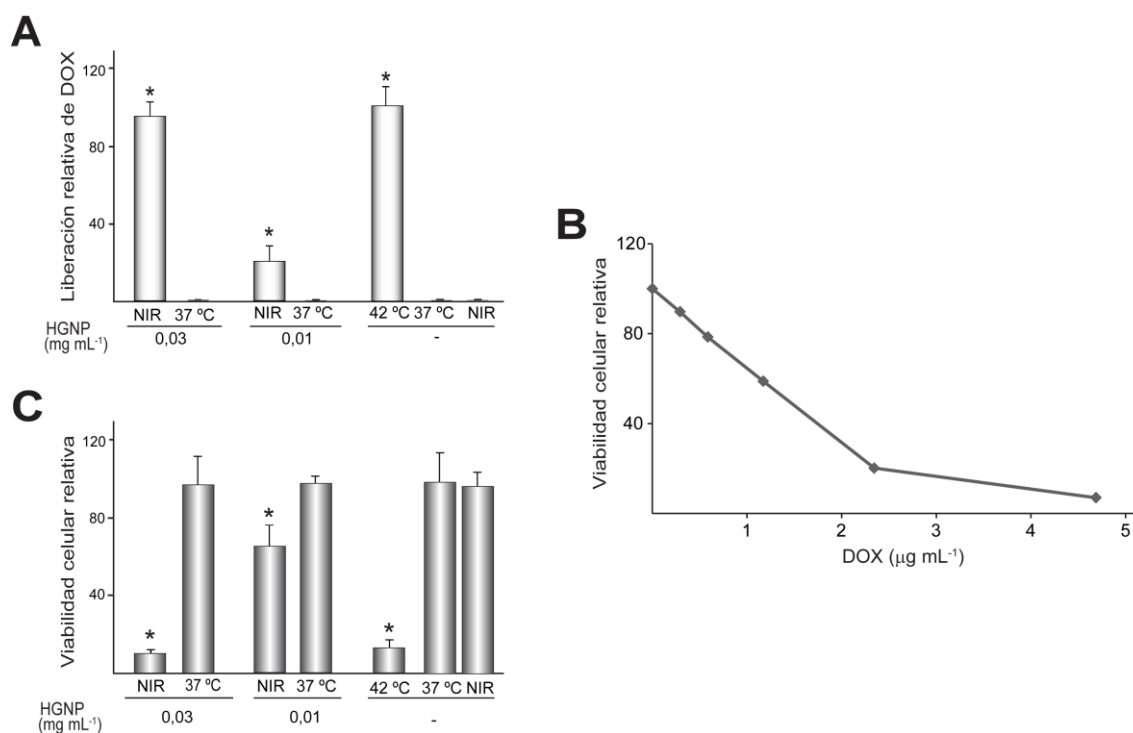 A
Liberación relativa de DOX
120
80
40
*
*
*
NIR 37 ºC NIR 37 ºC 42 ºC 37 ºC NIR
HGNP
(mg mL-1)
0,03 0,01 -
B
Viabilidad celular relativa
120
80
40
1 2 3 4 5
DOX (µg mL-1)
C
Viabilidad celular relativa
120
80
40
*
*
*
NIR 37 ºC NIR 37 ºC 42 ºC 37 ºC NIR
HGNP
(mg mL-1)
0,03 0,01 -